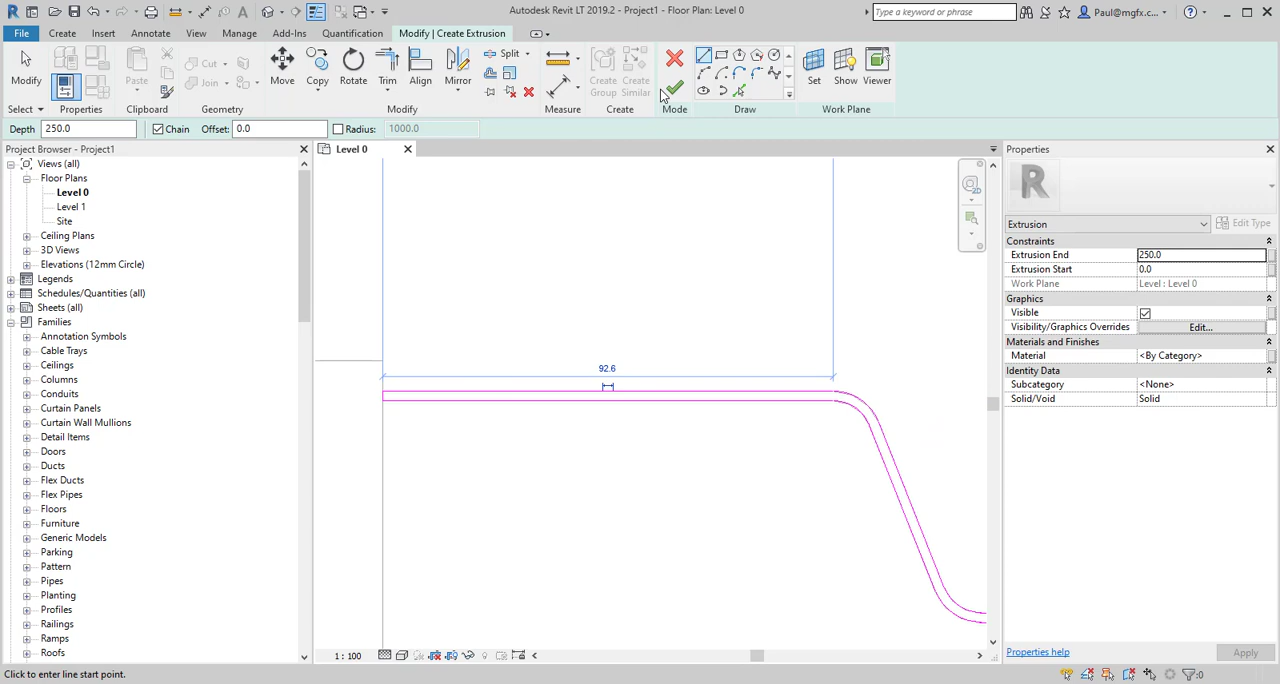 Autodesk Revit LT 2019.2 - Project1 - Floor Plan: Level 0
Type a keyword or phrase
Paul@mgfx.c...
File Create Insert Annotate View Manage Add-Ins Quantification Modify | Create Extrusion
Modify
Paste
Cut
Join
Move
Copy
Rotate
Trim
Align
Mirror
Split
Create Group
Create Similar
Set
Show
Viewer
Select Properties Clipboard Geometry Modify Measure Create Mode Draw Work Plane
Depth 250.0 Chain Offset: 0.0 Radius: 1000.0
Project Browser - Project1
Views (all)
Floor Plans
Level 0
Level 1
Site
Ceiling Plans
3D Views
Elevations (12mm Circle)
Legends
Schedules/Quantities (all)
Sheets (all)
Families
Annotation Symbols
Cable Trays
Ceilings
Columns
Conduits
Curtain Panels
Curtain Wall Mullions
Detail Items
Doors
Ducts
Flex Ducts
Flex Pipes
Floors
Furniture
Generic Models
Parking
Pattern
Pipes
Planting
Profiles
Railings
Ramps
Roofs
Level 0
92.6
2D
1 : 100
Properties
R
Extrusion
Edit Type
Constraints
Extrusion End 250.0
Extrusion Start 0.0
Work Plane Level : Level 0
Graphics
Visible
Visibility/Graphics Overrides Edit...
Materials and Finishes
Material <By Category>
Identity Data
Subcategory <None>
Solid/Void Solid
Properties help
Apply
Click to enter line start point.
:0